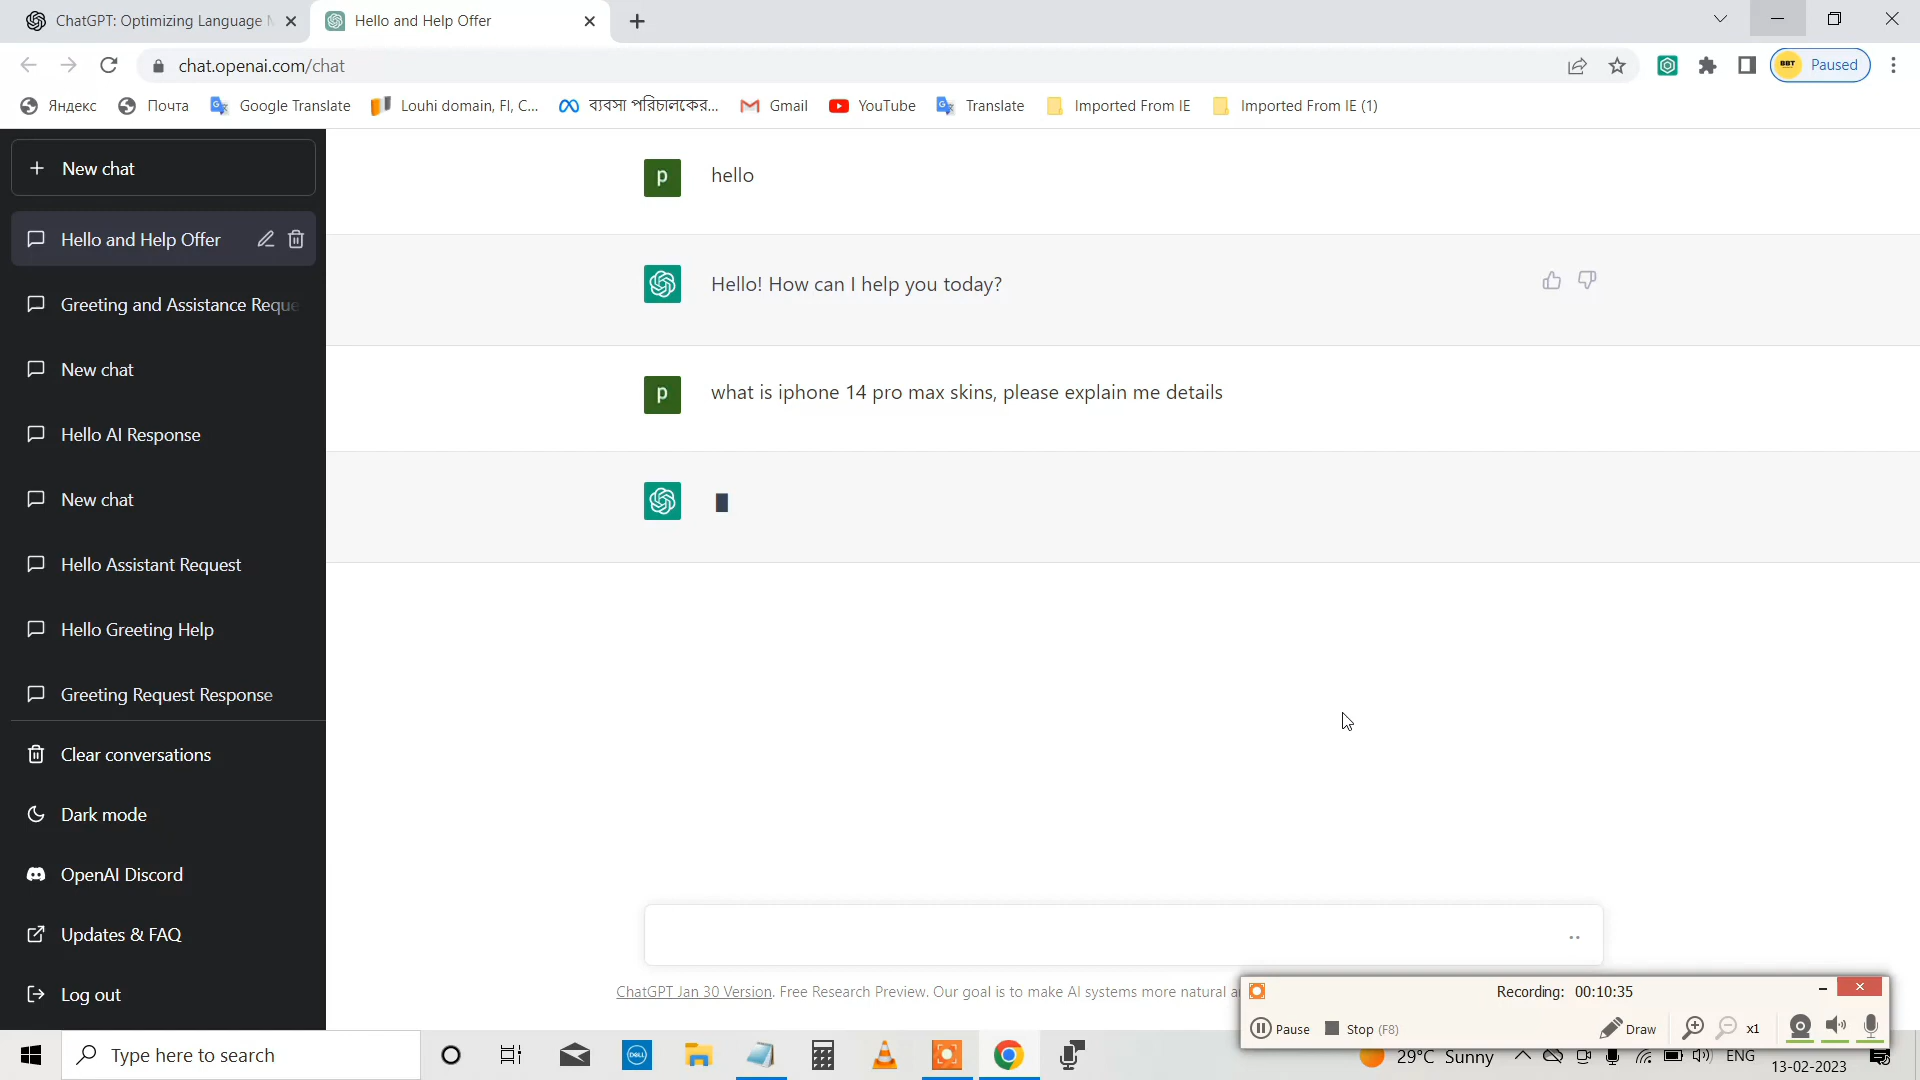 ChatGPT: Optimizing Language
Hello and Help Offer
chat.openai.com/chat
BBT Paused
Яндекс
Почта
Google Translate
Louhi domain, FI, C...
ব্যবসা পরিচালকের...
Gmail
YouTube
Translate
Imported From IE
Imported From IE (1)
New chat
Hello and Help Offer
Greeting and Assistance Reque
New chat
Hello AI Response
New chat
Hello Assistant Request
Hello Greeting Help
Greeting Request Response
Clear conversations
Dark mode
OpenAI Discord
Updates & FAQ
Log out
p hello
Hello! How can I help you today?
p what is iphone 14 pro max skins, please explain me details
ChatGPT Jan 30 Version. Free Research Preview. Our goal is to make AI systems more natural
Recording: 00:10:35
Pause
Stop (F8)
Draw
x1
Type here to search
DELL
29°C Sunny
ENG
13-02-2023